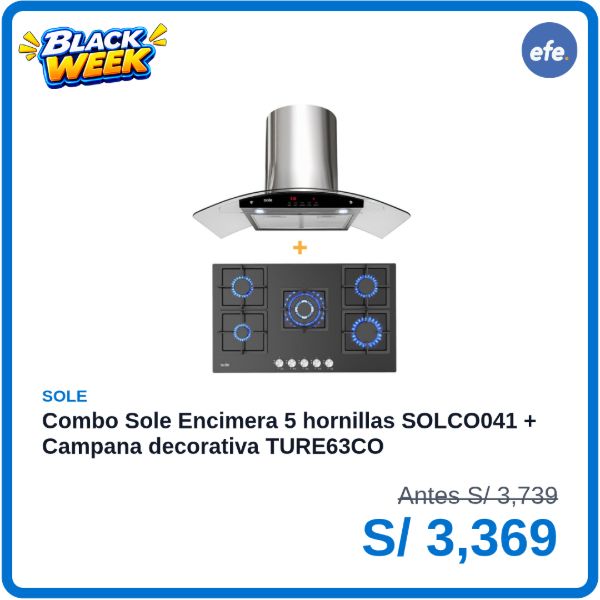 BLACK
WEEK
efe.
sole
sole
SOLE
Combo Sole Encimera 5 hornillas SOLCO041 +
Campana decorativa TURE63CO
Antes S/ 3,739
S/ 3,369